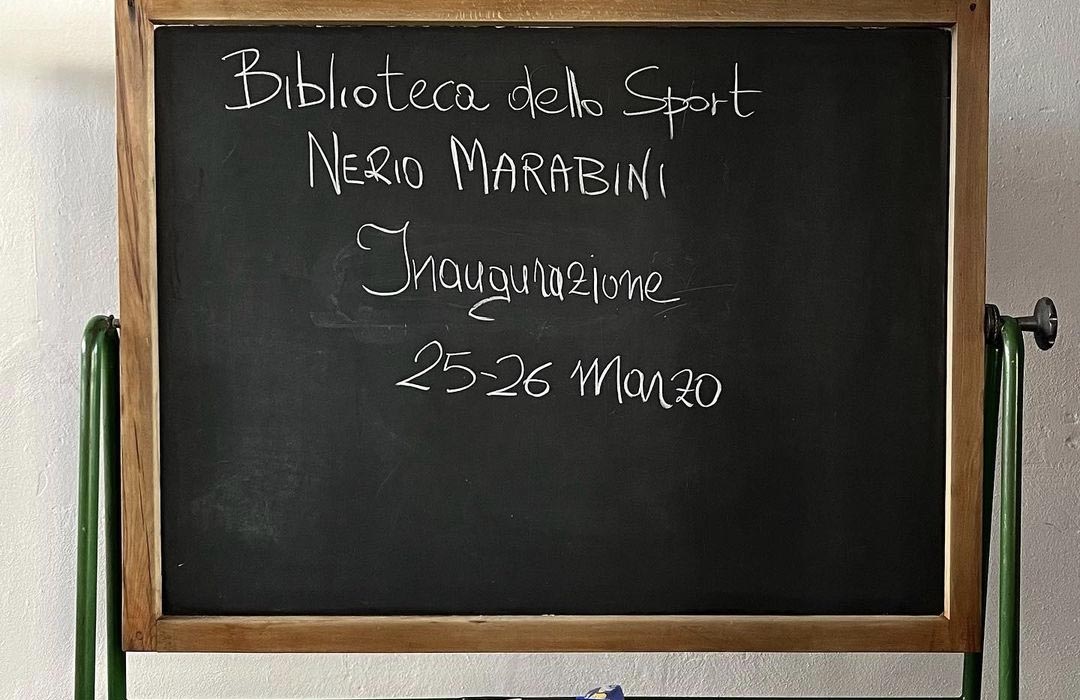 Biblioteca dello Sport
NERIO MARABINI
Inaugurazione
25-26 Marzo